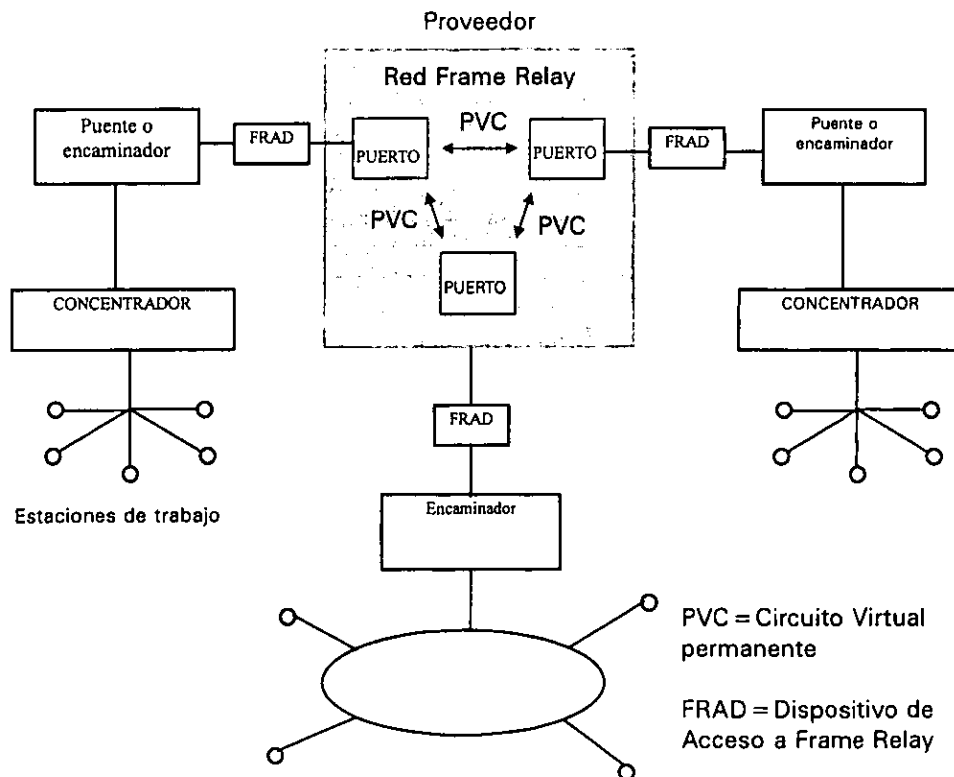 Proveedor
Red Frame Relay
Puente o
encaminador
FRAD
PUERTO
PVC
PUERTO
FRAD
Puente o
encaminador
PVC
PVC
PUERTO
CONCENTRADOR
CONCENTRADOR
FRAD
Estaciones de trabajo
Encaminador
PVC = Circuito Virtual
permanente
FRAD = Dispositivo de
Acceso a Frame Relay